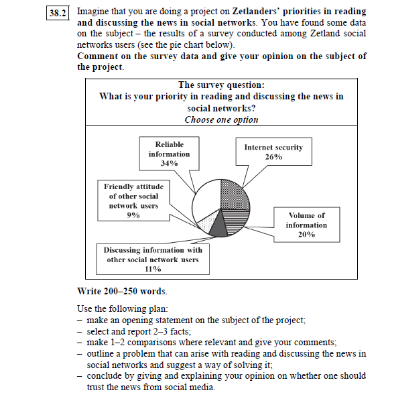 38.2 Imagine that you are doing a project on Zetlanders' priorities in reading
and discussing the news in social networks. You have found some data
on the subject – the results of a survey conducted among Zetland social
networks users (see the pie chart below).
Comment on the survey data and give your opinion on the subject of
the project.
The survey question:
What is your priority in reading and discussing the news in
social networks?
Choose one option
Reliable
information
34%
Internet security
26%
Friendly attitude
of other social
network users
9%
Volume of
information
20%
Discussing information with
other social network users
11%
Write 200–250 words.
Use the following plan:
– make an opening statement on the subject of the project;
– select and report 2–3 facts;
– make 1–2 comparisons where relevant and give your comments;
– outline a problem that can arise with reading and discussing the news in
social networks and suggest a way of solving it;
– conclude by giving and explaining your opinion on whether one should
trust the news from social media.